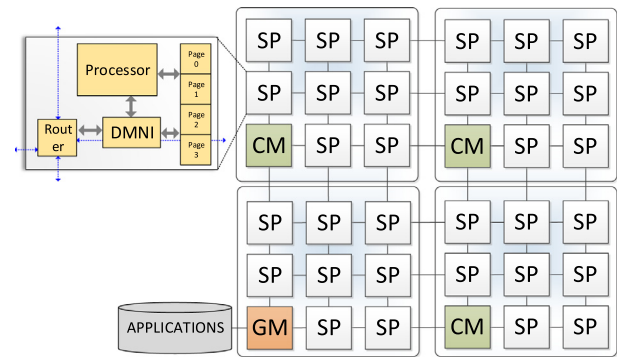 Processor
Page
0
Page
1
Page
2
Page
3
Rout
er
DMNI
SP SP SP SP SP SP
SP SP SP SP SP SP
CM SP SP CM SP SP
SP SP SP SP SP SP
SP SP SP SP SP SP
APPLICATIONS GM SP SP CM SP SP